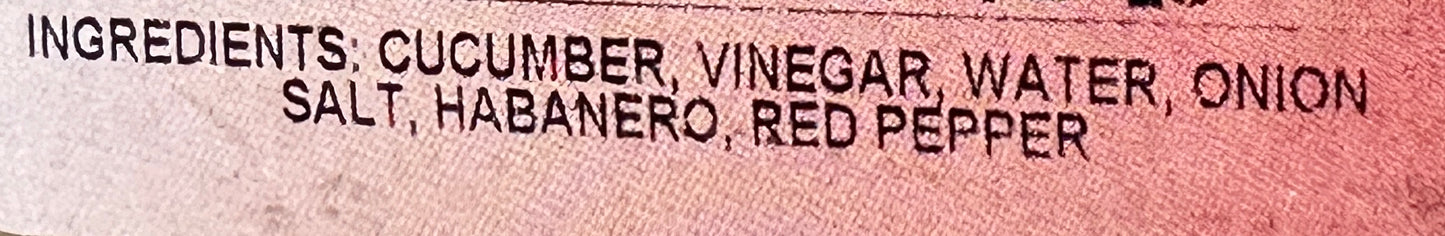 INGREDIENTS: CUCUMBER, VINEGAR, WATER, ONION
SALT, HABANERO, RED PEPPER